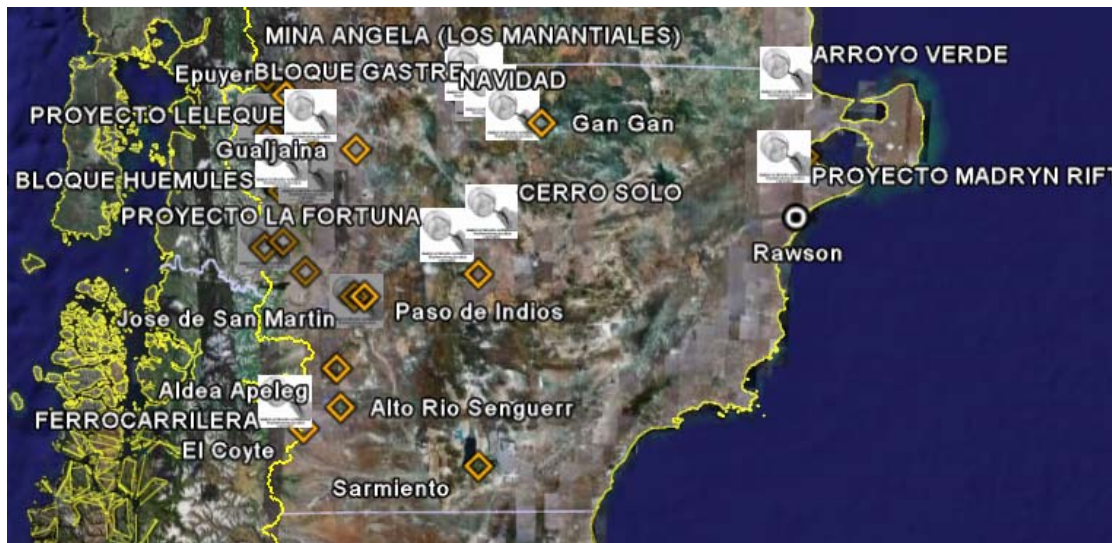 MINA ANGELA (LOS MANANTIALES)
ARROYO VERDE
Epuyer
BLOQUE GASTRE
NAVIDAD
PROYECTO LELEQUE
Gan Gan
Gualjaina
BLOQUE HUEMULES
PROYECTO MADRYN RIFT
CERRO SOLO
PROYECTO LA FORTUNA
Rawson
Jose de San Martin
Paso de Indios
Aldea Apeleg
FERROCARRILERA
Alto Rio Senguerr
El Coyte
Sarmiento